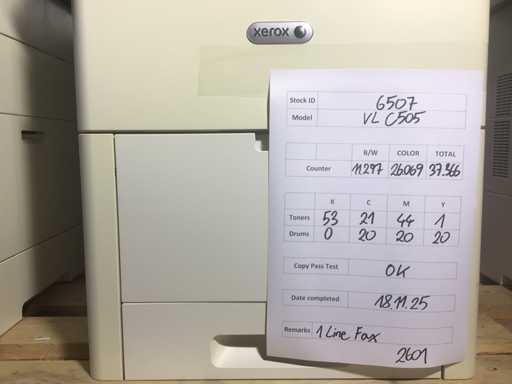 xerox
Stock ID 6507
Model VL C505
B/W COLOR TOTAL
Counter 11.297 26.069 37.366
K C M Y
Toners 53 21 44 1
Drums 0 20 20 20
Copy Pass Test OK
Date completed 18.11.25
Remarks 1 Line Fax
2601